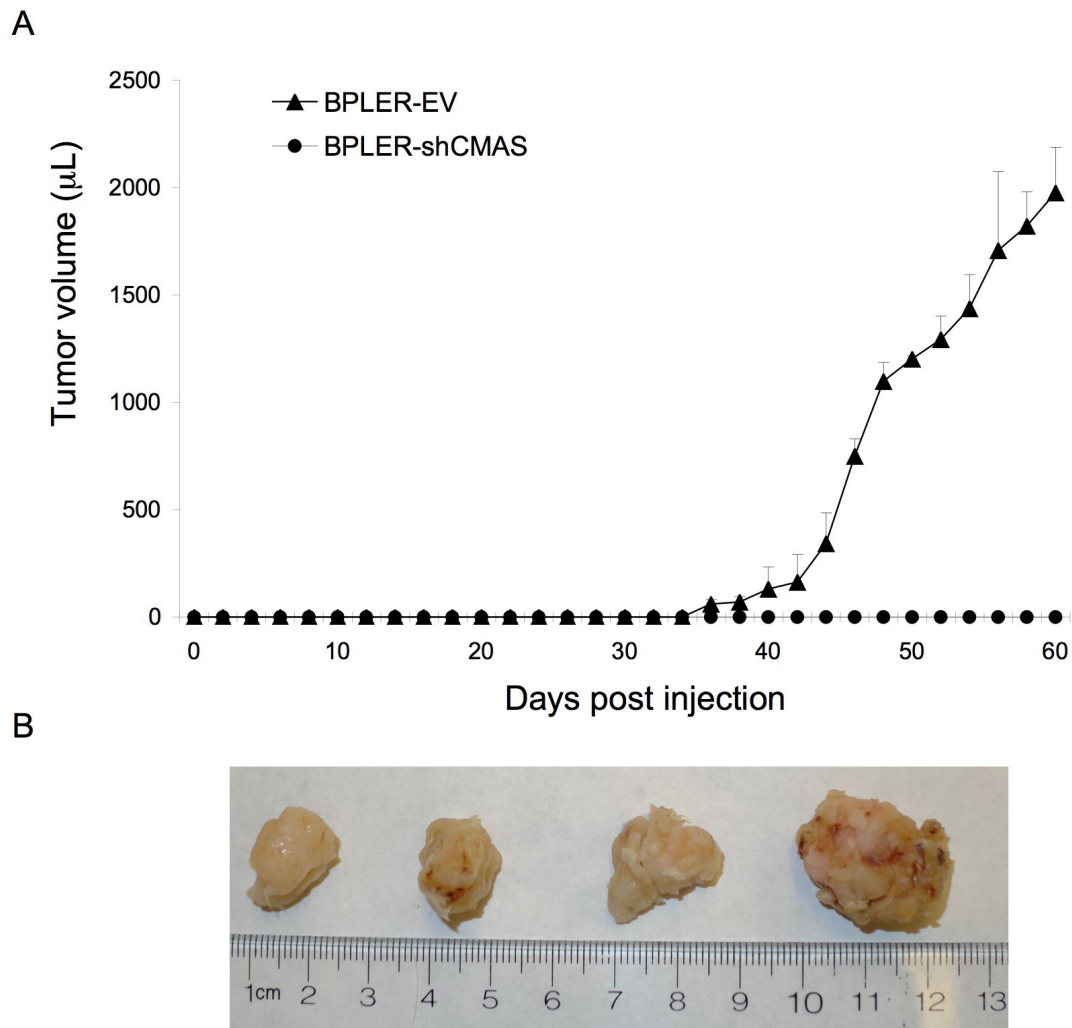 A
2500
2000
1500
1000
500
0
Tumor volume (μL)
BPLER-EV
BPLER-shCMAS
0 10 20 30 40 50 60
Days post injection
B
1cm 2 3 4 5 6 7 8 9 10 11 12 13